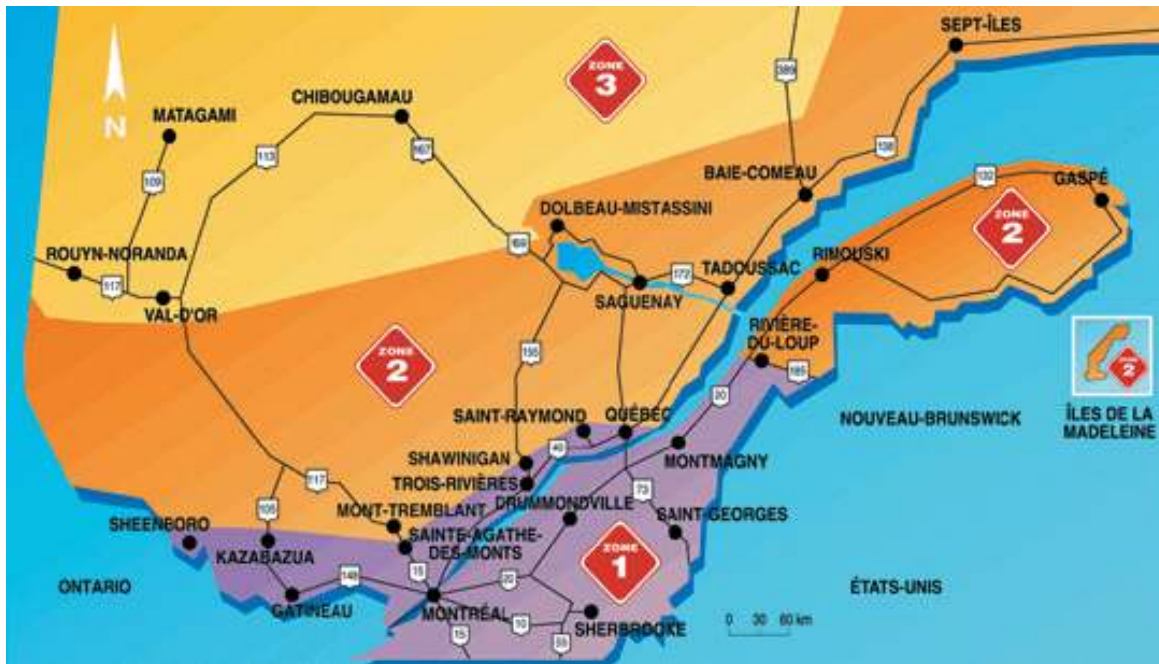 SEPT-ÎLES
ZONE
3
CHIBOUGAMAU
389
MATAGAMI
113
167
138
109
BAIE-COMEAU
132
GASPÉ
DOLBEAU-MISTASSINI
ZONE
2
N
ROUYN-NORANDA
169
RIMOUSKI
117
172
TADOUSSAC
VAL-D'OR
SAGUENAY
RIVIÈRE-
DU-LOUP
155
ZONE
2
185
ZONE
2
20
SAINT-RAYMOND
QUÉBEC
NOUVEAU-BRUNSWICK
ÎLES DE LA
MADELEINE
40
SHAWINIGAN
MONTMAGNY
TROIS-RIVIÈRES
117
73
DRUMMONDVILLE
105
MONT-TREMBLANT
SAINT-GEORGES
SHEENBORO
SAINTE-AGATHE-
DES-MONTS
KAZABAZUA
ZONE
1
15
148
20
ONTARIO
ÉTATS-UNIS
GATINEAU
MONTRÉAL
10
SHERBROOKE
0 30 60 km
15
55